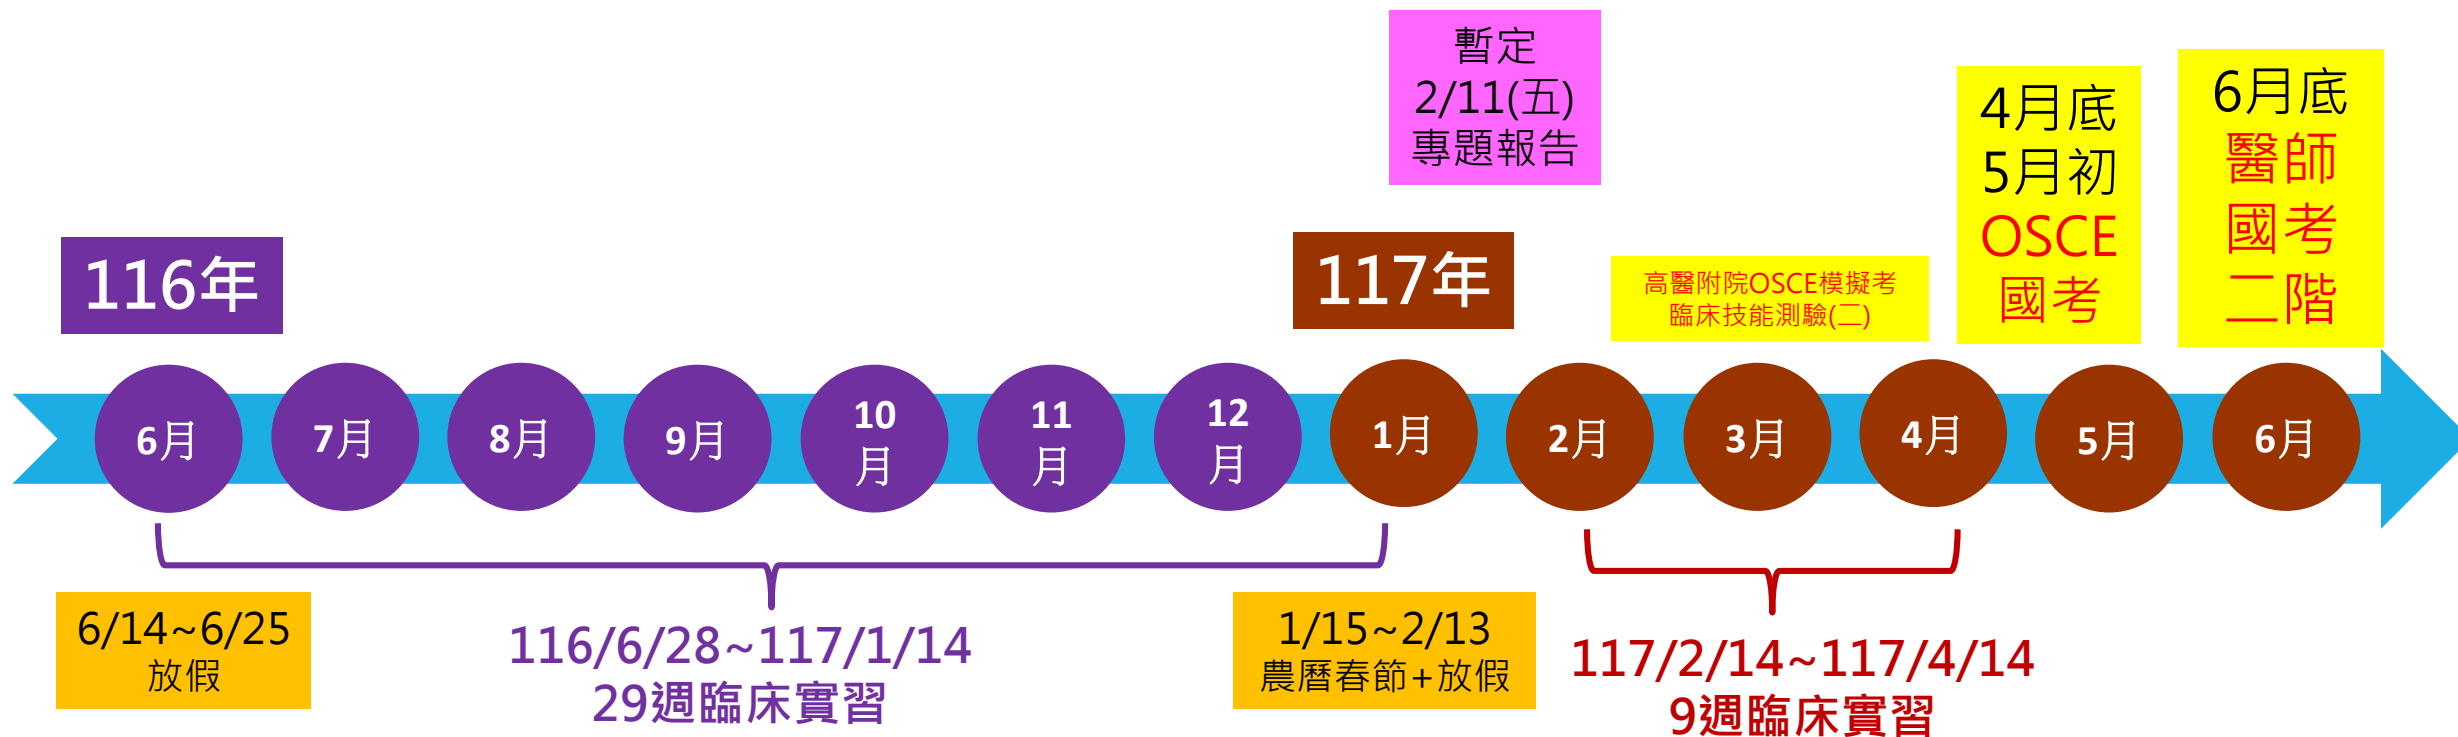 暫定
2/11(五)
專題報告
4月底
5月初
OSCE
國考
6月底
醫師
國考
二階
116年
117年
高醫附院OSCE模擬考
臨床技能測驗(二)
6月
7月
8月
9月
10
月
11
月
12
月
1月
2月
3月
4月
5月
6月
6/14~6/25
放假
116/6/28~117/1/14
29週臨床實習
1/15~2/13
農曆春節+放假
117/2/14~117/4/14
9週臨床實習